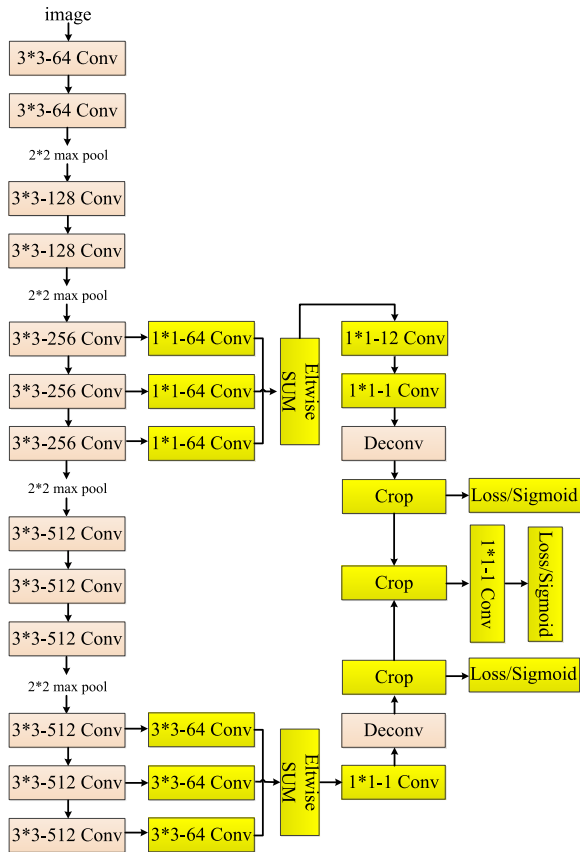 image
3*3-64 Conv
3*3-64 Conv
2*2 max pool
3*3-128 Conv
3*3-128 Conv
2*2 max pool
3*3-256 Conv
1*1-64 Conv
3*3-256 Conv
1*1-64 Conv
3*3-256 Conv
1*1-64 Conv
Eltwise
SUM
1*1-12 Conv
1*1-1 Conv
Deconv
Crop
Loss/Sigmoid
2*2 max pool
3*3-512 Conv
3*3-512 Conv
3*3-512 Conv
Crop
1*1-1 Conv
Loss/Sigmoid
Crop
Loss/Sigmoid
2*2 max pool
3*3-512 Conv
3*3-64 Conv
3*3-512 Conv
3*3-64 Conv
3*3-512 Conv
3*3-64 Conv
Eltwise
SUM
Deconv
1*1-1 Conv